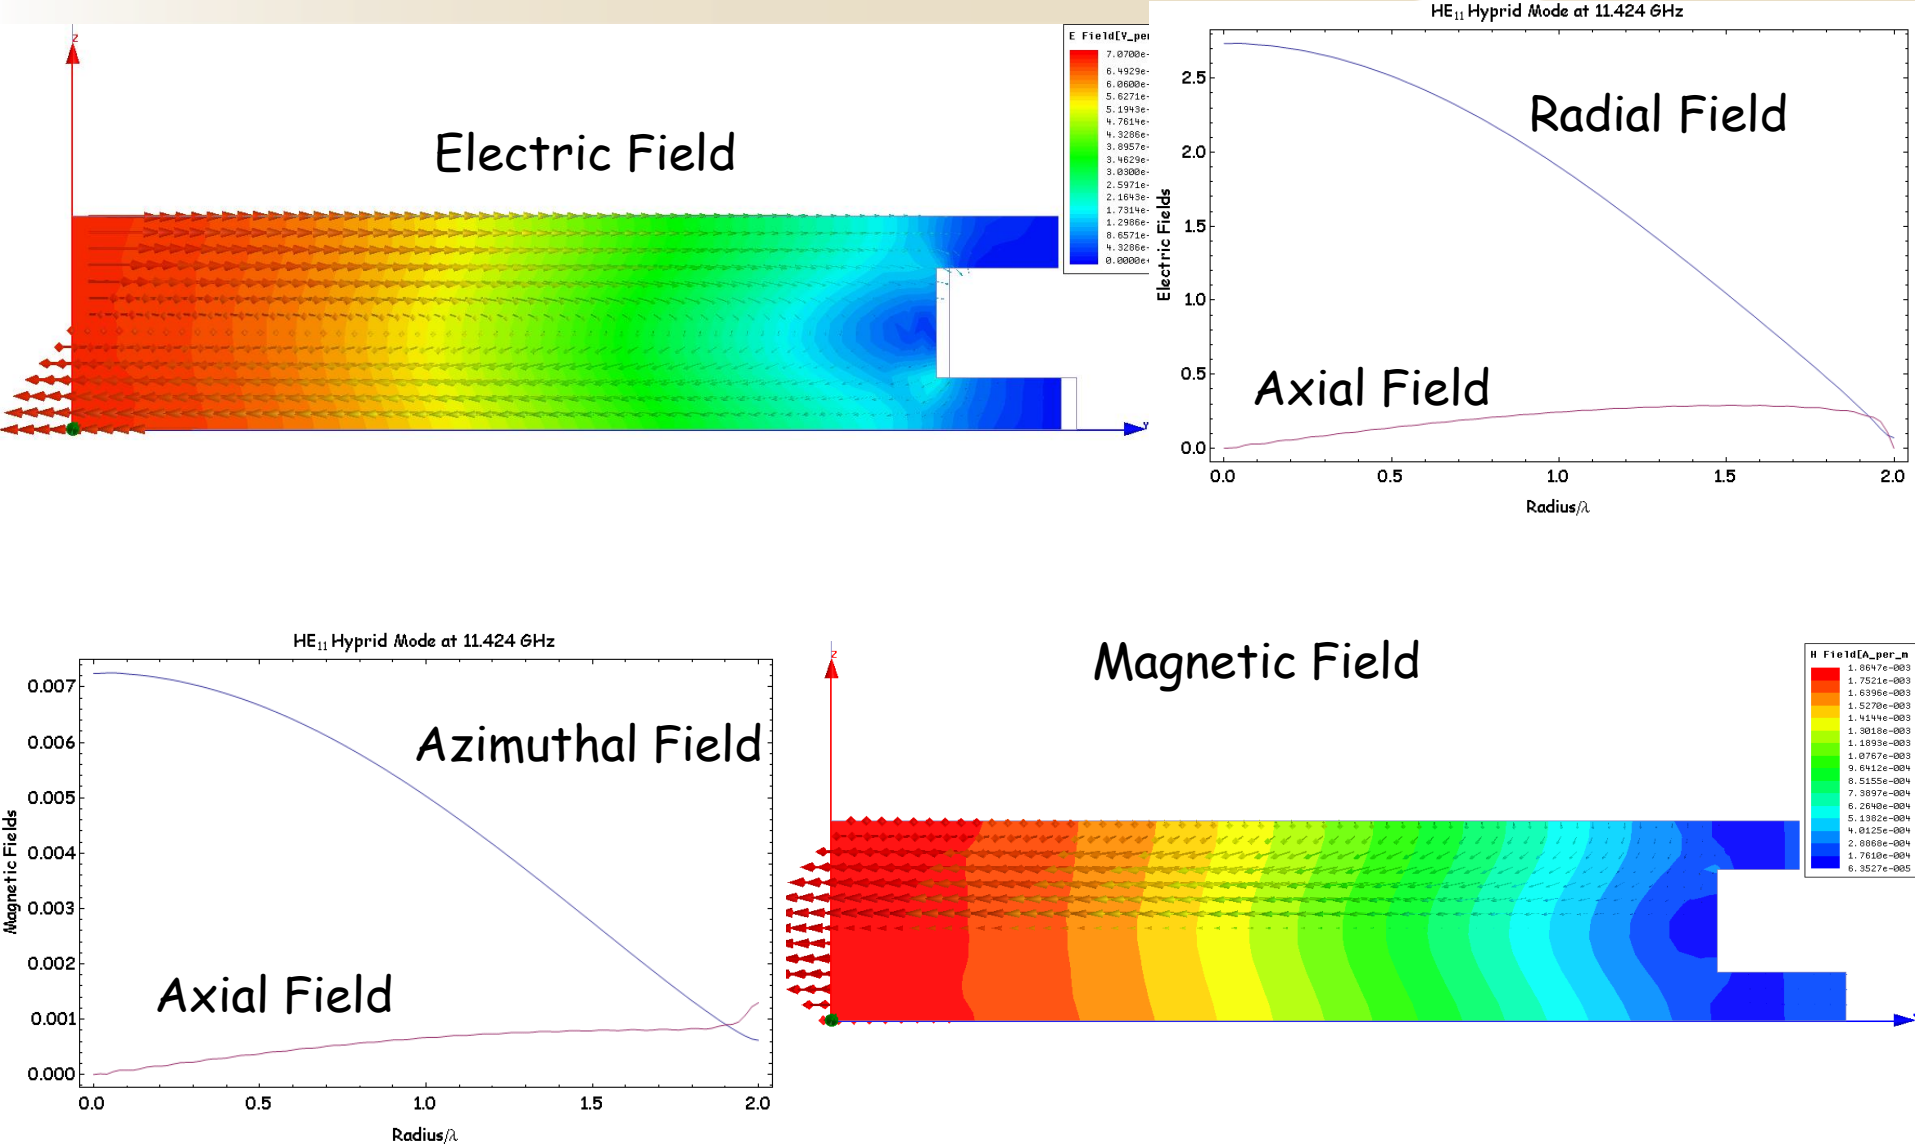 HE11 Hyprid Mode at 11.424 GHz
z
E Field[V_per
7.0700e-
6.4929e-
6.0600e-
5.6271e-
5.1943e-
4.7614e-
4.3286e-
3.8957e-
3.4629e-
3.0300e-
2.5971e-
2.1643e-
1.7314e-
1.2986e-
8.6571e-
4.3286e-
0.0000e+
Electric Field
Y
Radial Field
Axial Field
Electric Fields
2.5
2.0
1.5
1.0
0.5
0.0
0.0 0.5 1.0 1.5 2.0
Radius/λ
HE11 Hyprid Mode at 11.424 GHz
Azimuthal Field
Axial Field
Magnetic Fields
0.007
0.006
0.005
0.004
0.003
0.002
0.001
0.000
0.0 0.5 1.0 1.5 2.0
Radius/λ
z
Magnetic Field
H Field[A_per_m
1.8647e-003
1.7521e-003
1.6396e-003
1.5270e-003
1.4144e-003
1.3018e-003
1.1893e-003
1.0767e-003
9.6412e-004
8.5155e-004
7.3897e-004
6.2640e-004
5.1382e-004
4.0125e-004
2.8868e-004
1.7610e-004
6.3527e-005